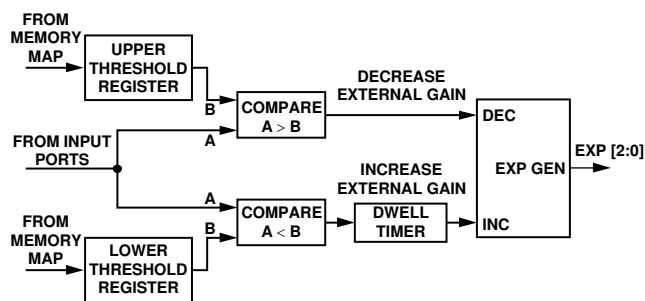 FROM
MEMORY
MAP
UPPER
THRESHOLD
REGISTER
B
COMPARE
A > B
A
DECREASE
EXTERNAL GAIN
DEC
FROM INPUT
PORTS
EXP GEN
EXP [2:0]
INCREASE
EXTERNAL GAIN
A
COMPARE
A < B
B
DWELL
TIMER
INC
FROM
MEMORY
MAP
LOWER
THRESHOLD
REGISTER